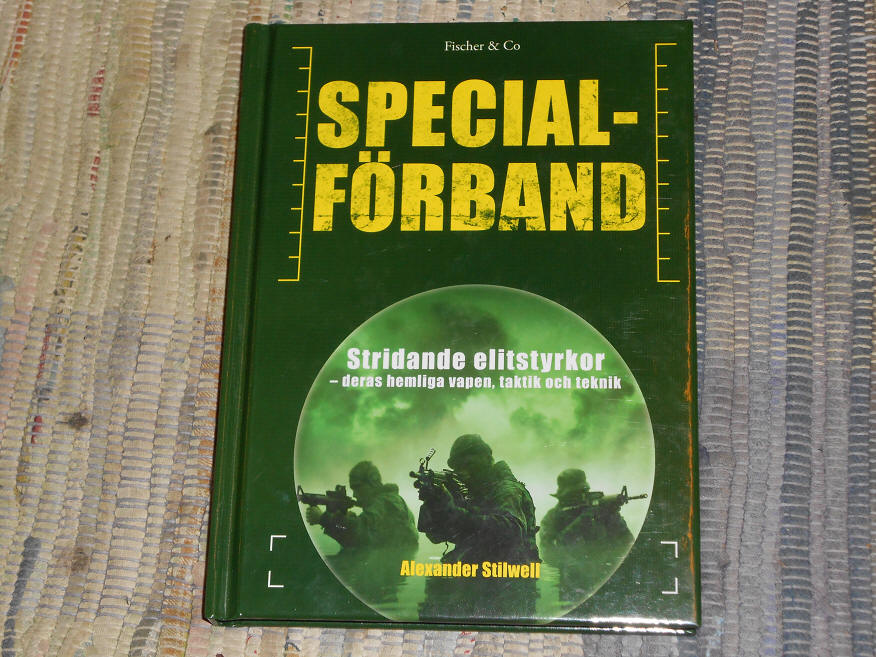 Fischer & Co
SPECIAL-
FÖRBAND
Stridande elitstyrkor
– deras hemliga vapen, taktik och teknik
Alexander Stilwell